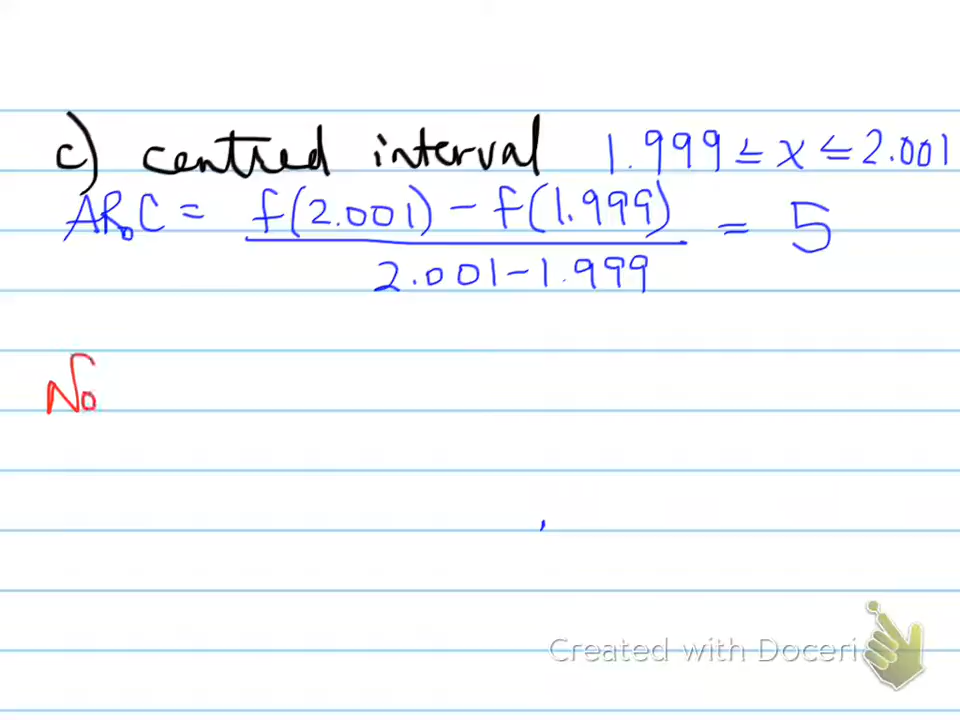 c) centred interval 1.999 ≤ x ≤ 2.001
ARoC = f(2.001) - f(1.999) / 2.001 - 1.999 = 5
No
Created with Doceri